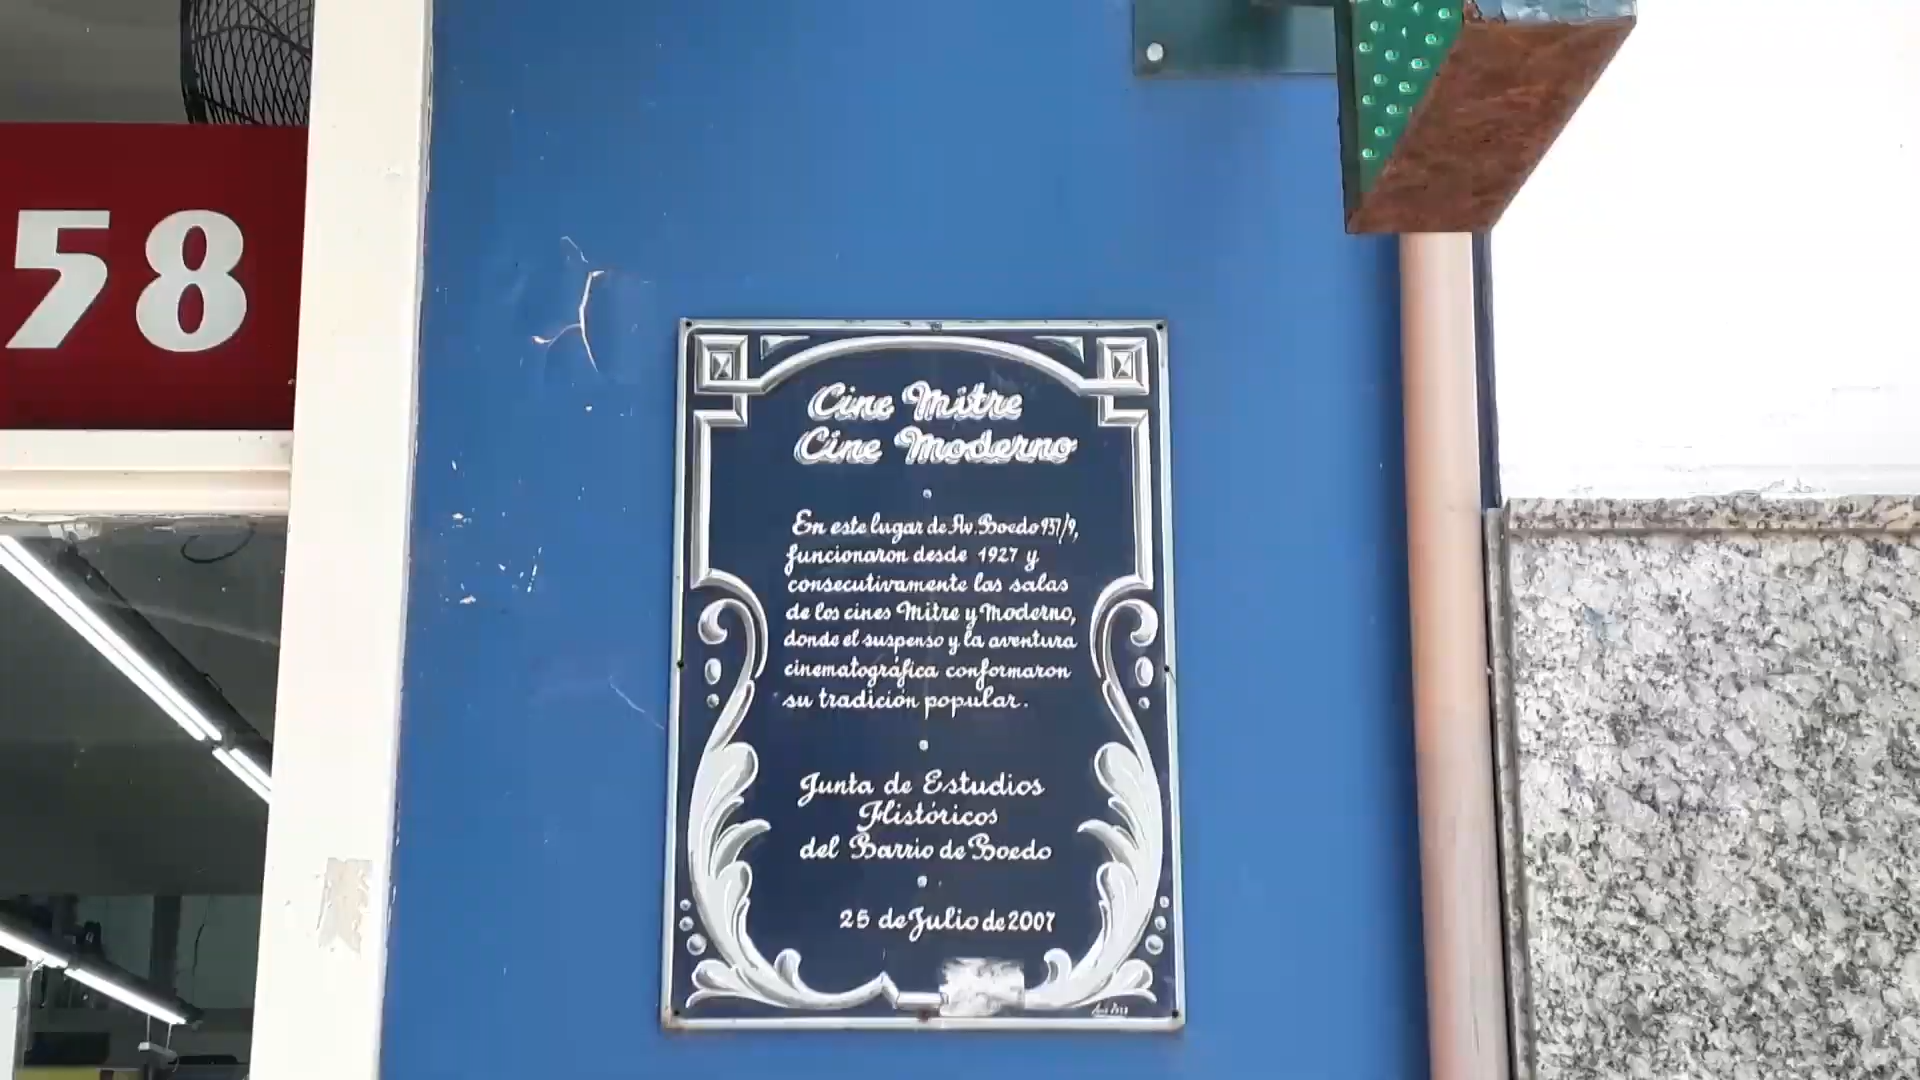 58
Cine Mitre
Cine Moderno
En este lugar de Av. Boedo 937/9,
funcionaron desde 1927 y
consecutivamente las salas
de los cines Mitre y Moderno,
donde el suspenso y la aventura
cinematográfica conformaron
su tradición popular.
Junta de Estudios
Históricos
del Barrio de Boedo
25 de Julio de 2007